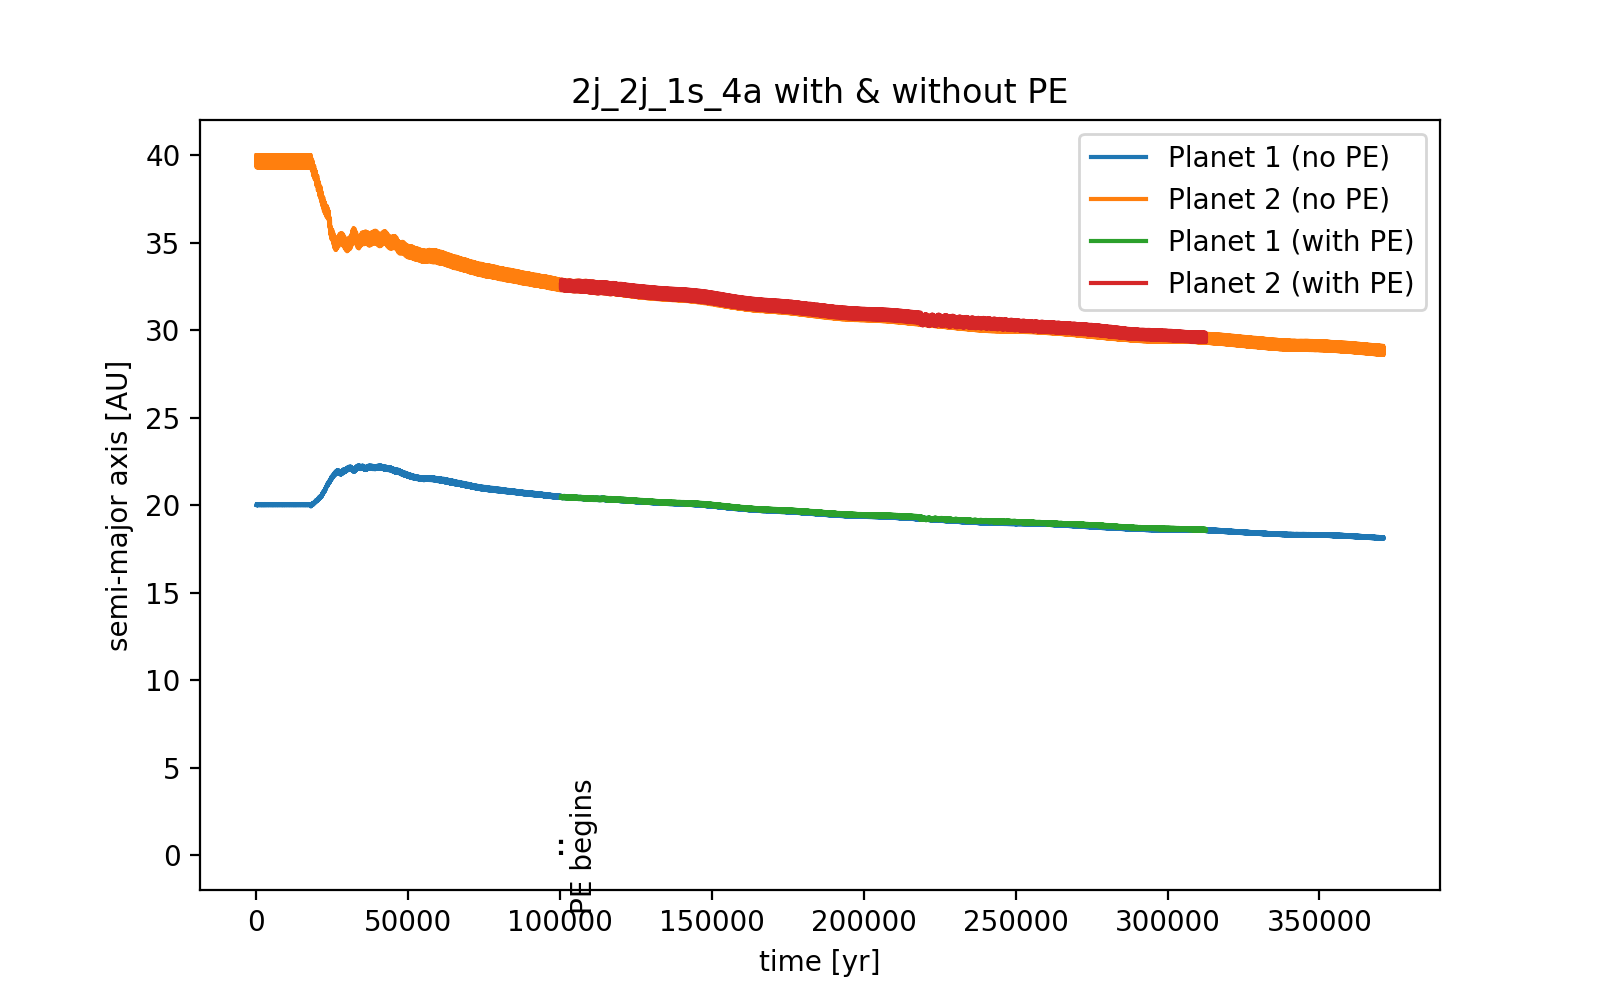 2j_2j_1s_4a with & without PE
Planet 1 (no PE)
Planet 2 (no PE)
Planet 1 (with PE)
Planet 2 (with PE)
semi-major axis [AU]
40
35
30
25
20
15
10
5
0
PE begins
0
50000
100000
150000
200000
250000
300000
350000
time [yr]